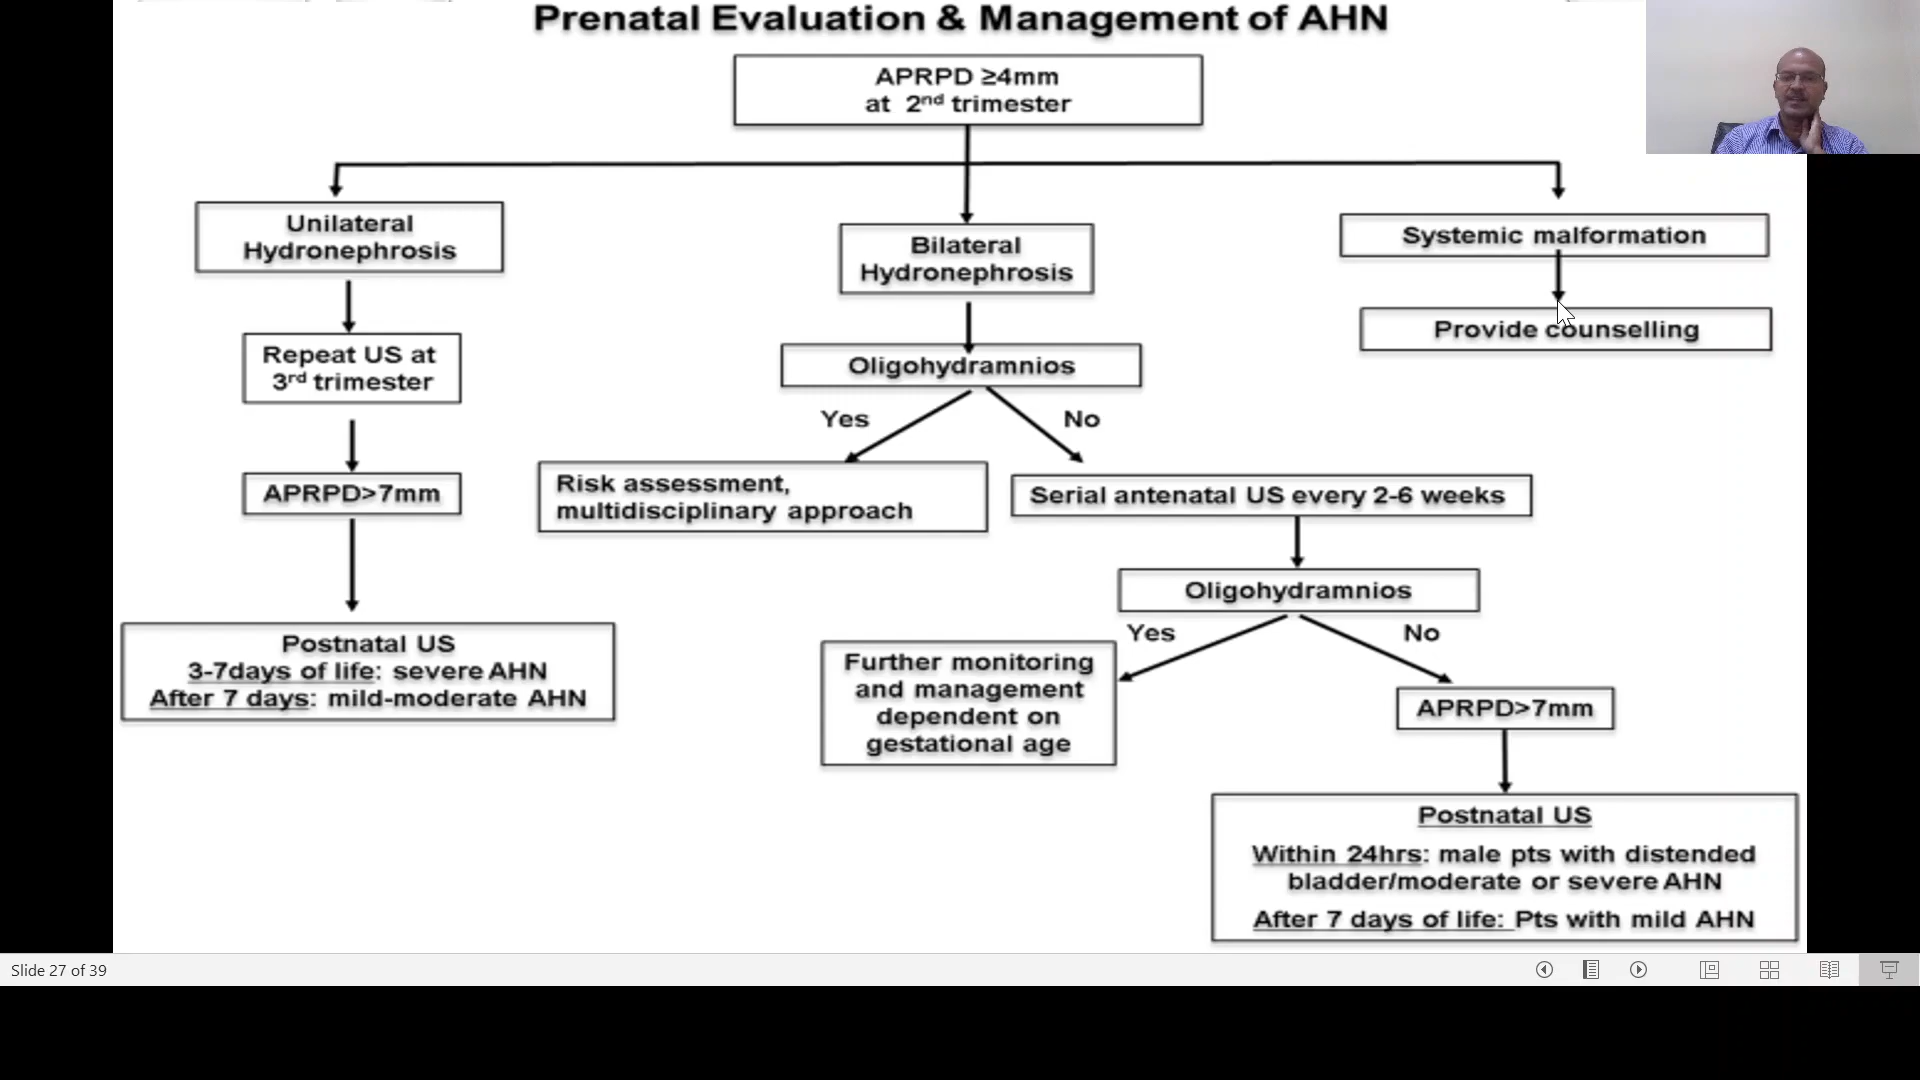 Prenatal Evaluation & Management of AHN
APRPD ≥4mm
at 2nd trimester
Unilateral
Hydronephrosis
Bilateral
Hydronephrosis
Systemic malformation
Repeat US at
3rd trimester
Oligohydramnios
Provide counselling
Yes
No
APRPD>7mm
Risk assessment,
multidisciplinary approach
Serial antenatal US every 2-6 weeks
Oligohydramnios
Yes
No
Postnatal US
3-7days of life: severe AHN
After 7 days: mild-moderate AHN
Further monitoring
and management
dependent on
gestational age
APRPD>7mm
Postnatal US
Within 24hrs: male pts with distended
bladder/moderate or severe AHN
After 7 days of life: Pts with mild AHN
Slide 27 of 39